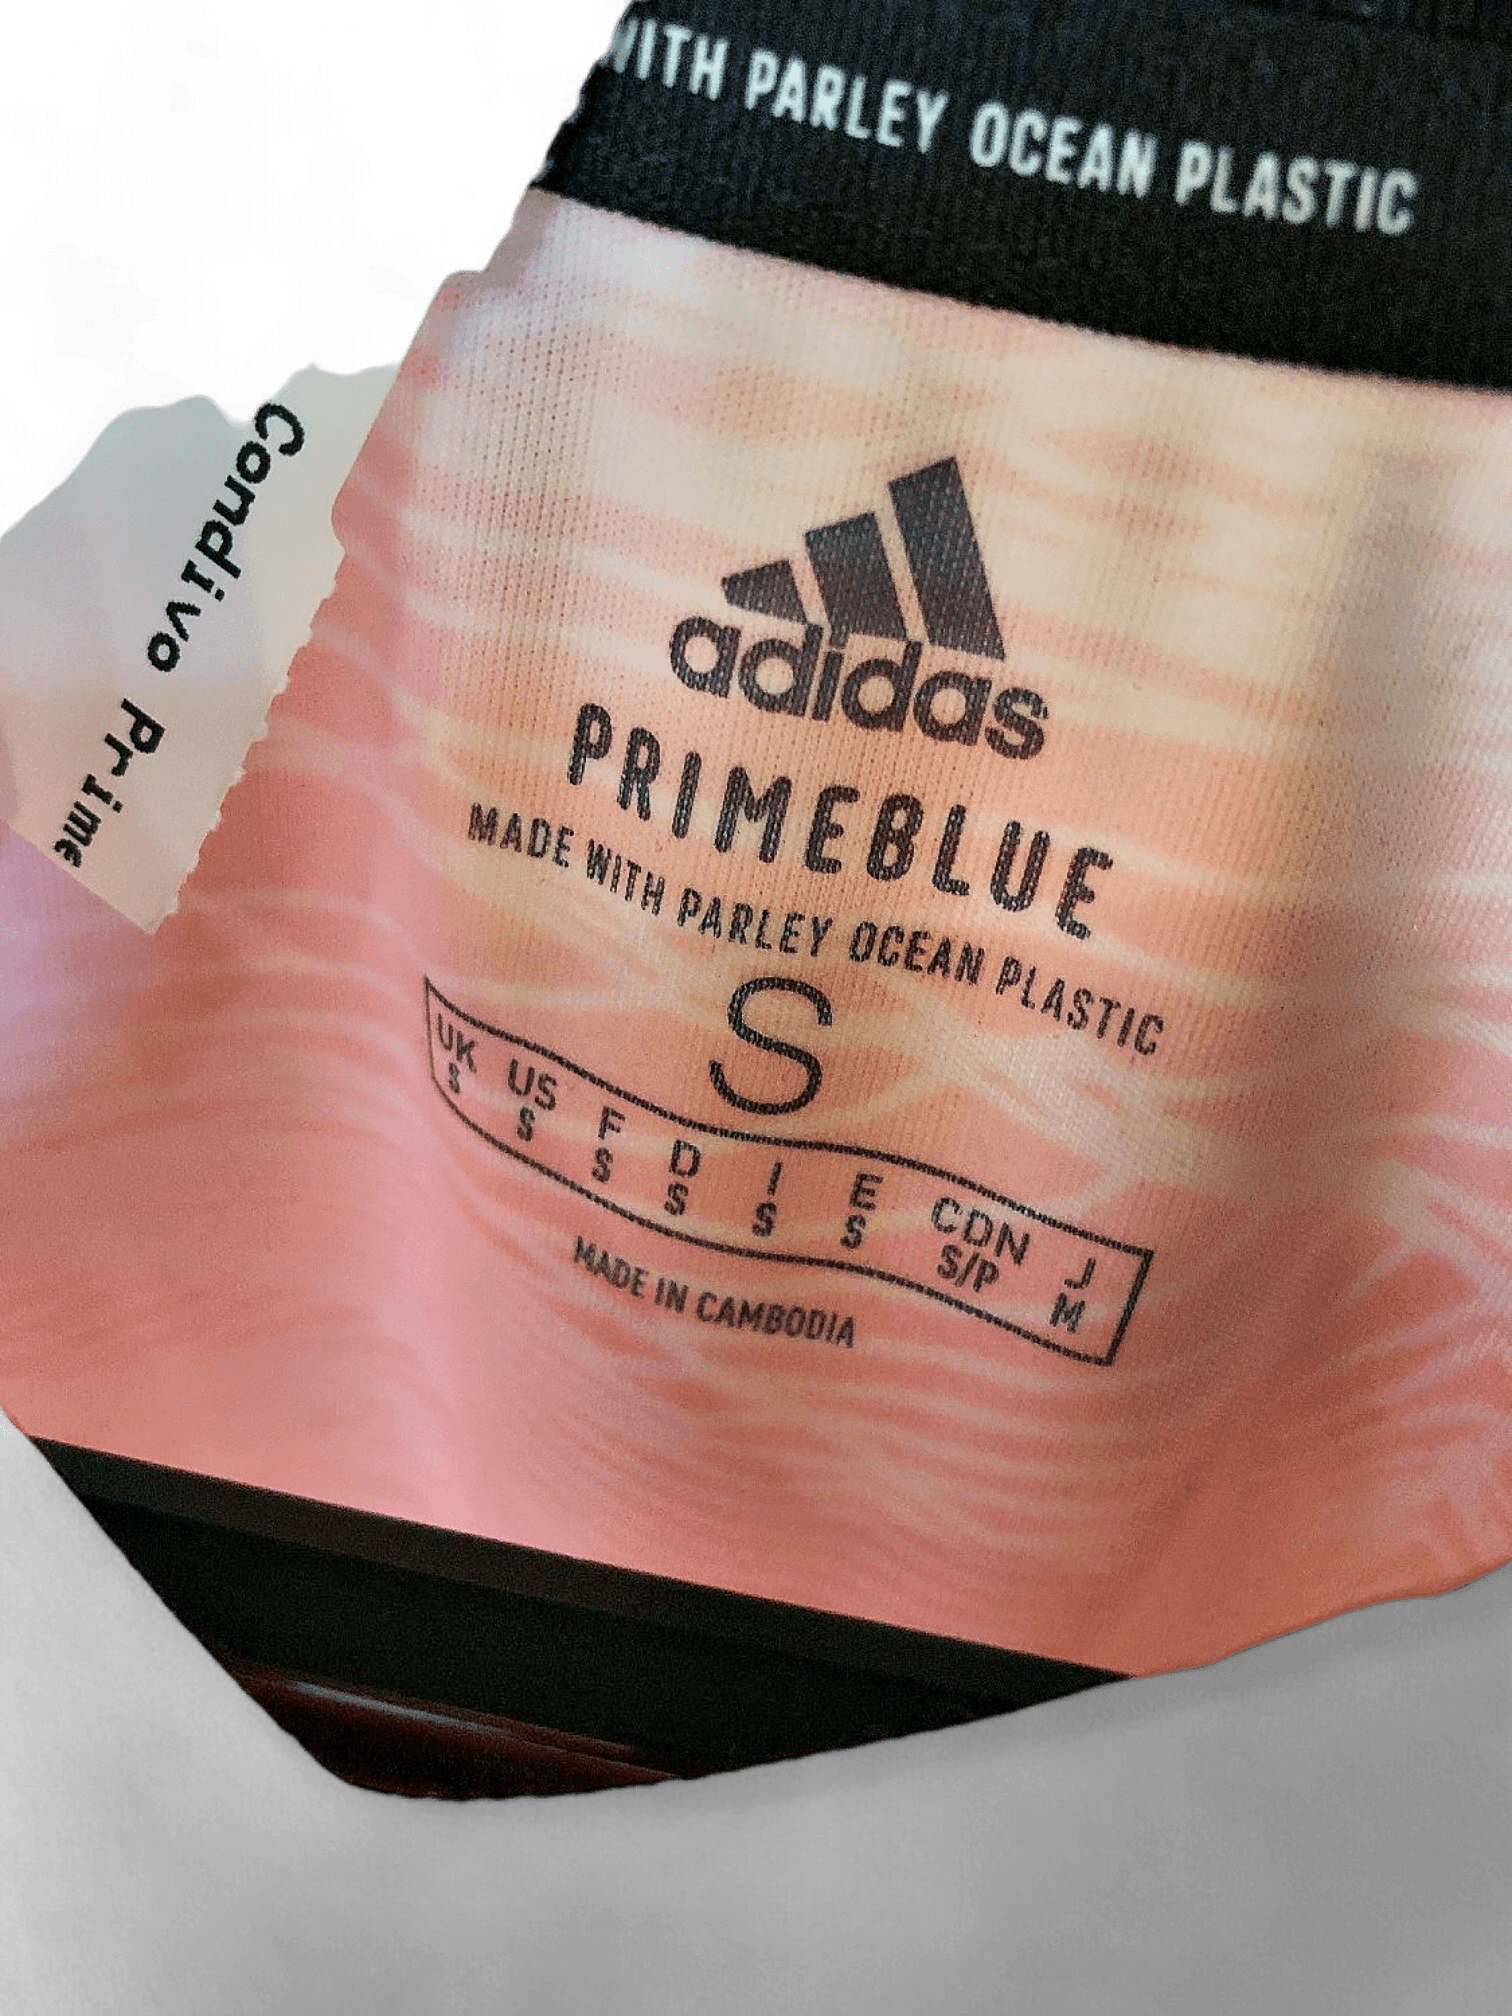 WITH PARLEY OCEAN PLASTIC
Condivo Prime
adidas
PRIMEBLUE
MADE WITH PARLEY OCEAN PLASTIC
S
UK US F D I E CDN J
S S S S S S S/P M
MADE IN CAMBODIA